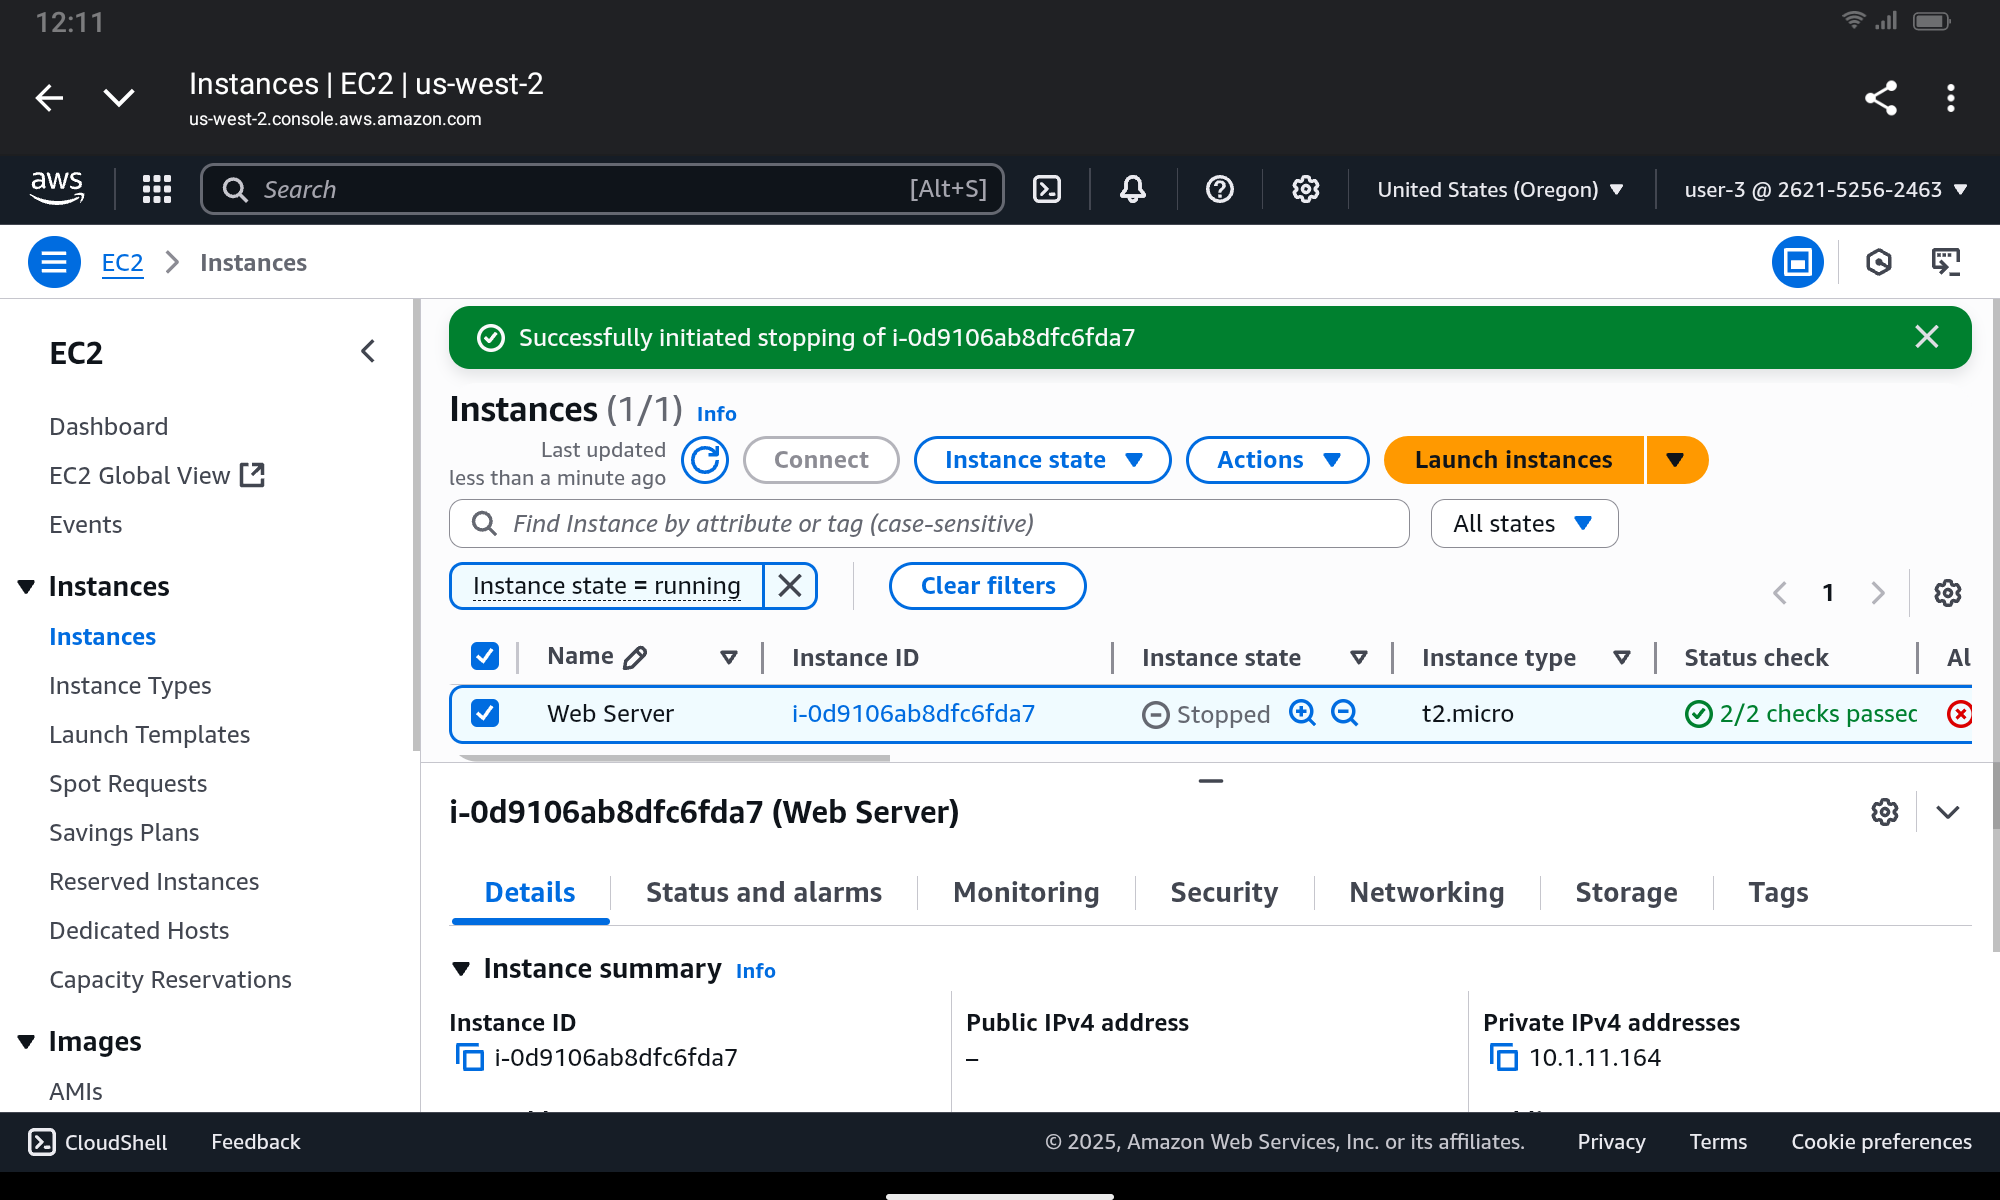 12:11
Instances | EC2 | us-west-2
us-west-2.console.aws.amazon.com
aws
Search [Alt+S]
United States (Oregon)
user-3 @ 2621-5256-2463
EC2 Instances
EC2
Dashboard
EC2 Global View
Events
Instances
Instances
Instance Types
Launch Templates
Spot Requests
Savings Plans
Reserved Instances
Dedicated Hosts
Capacity Reservations
Images
AMIs
Successfully initiated stopping of i-0d9106ab8dfc6fda7
Instances (1/1) Info
Last updated
less than a minute ago
Connect
Instance state
Actions
Launch instances
Find Instance by attribute or tag (case-sensitive)
All states
Instance state = running
Clear filters
1
Name Instance ID Instance state Instance type Status check Al
Web Server i-0d9106ab8dfc6fda7 Stopped t2.micro 2/2 checks passed
i-0d9106ab8dfc6fda7 (Web Server)
Details Status and alarms Monitoring Security Networking Storage Tags
Instance summary Info
Instance ID
i-0d9106ab8dfc6fda7
Public IPv4 address
–
Private IPv4 addresses
10.1.11.164
CloudShell Feedback © 2025, Amazon Web Services, Inc. or its affiliates. Privacy Terms Cookie preferences